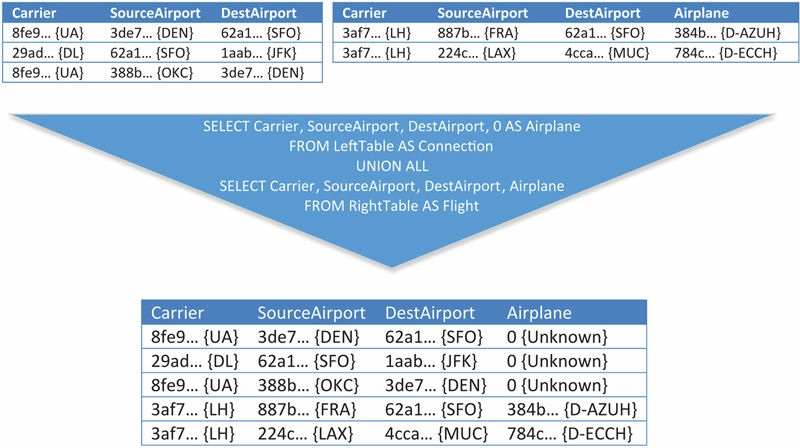 Carrier SourceAirport DestAirport
8fe9... {UA} 3de7... {DEN} 62a1... {SFO}
29ad... {DL} 62a1... {SFO} 1aab... {JFK}
8fe9... {UA} 388b... {OKC} 3de7... {DEN}
Carrier SourceAirport DestAirport Airplane
3af7... {LH} 887b... {FRA} 62a1... {SFO} 384b... {D-AZUH}
3af7... {LH} 224c... {LAX} 4cca... {MUC} 784c... {D-ECCH}
SELECT Carrier, SourceAirport, DestAirport, 0 AS Airplane
FROM LeftTable AS Connection
UNION ALL
SELECT Carrier, SourceAirport, DestAirport, Airplane
FROM RightTable AS Flight
Carrier SourceAirport DestAirport Airplane
8fe9... {UA} 3de7... {DEN} 62a1... {SFO} 0 {Unknown}
29ad... {DL} 62a1... {SFO} 1aab... {JFK} 0 {Unknown}
8fe9... {UA} 388b... {OKC} 3de7... {DEN} 0 {Unknown}
3af7... {LH} 887b... {FRA} 62a1... {SFO} 384b... {D-AZUH}
3af7... {LH} 224c... {LAX} 4cca... {MUC} 784c... {D-ECCH}